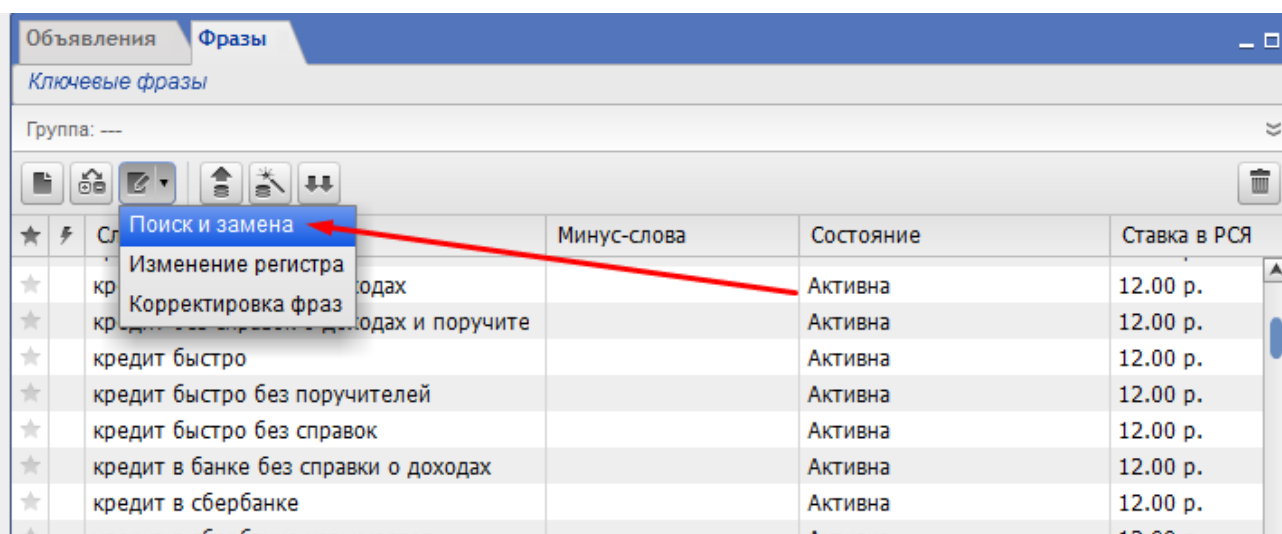 Объявления Фразы
Ключевые фразы
Группа: ---
Поиск и замена
Изменение регистра
Корректировка фраз
Минус-слова Состояние Ставка в РСЯ
Активна 12.00 р.
и поручите Активна 12.00 р.
кредит быстро Активна 12.00 р.
кредит быстро без поручителей Активна 12.00 р.
кредит быстро без справок Активна 12.00 р.
кредит в банке без справки о доходах Активна 12.00 р.
кредит в сбербанке Активна 12.00 р.